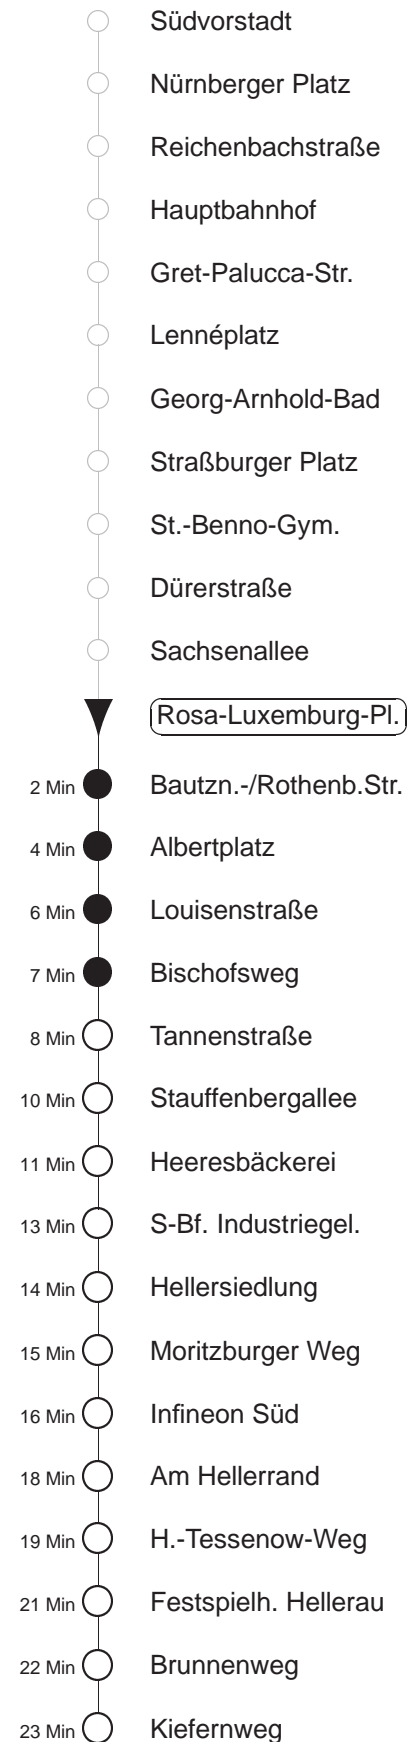 Südvorstadt
Nürnberger Platz
Reichenbachstraße
Hauptbahnhof
Gret-Palucca-Str.
Lennéplatz
Georg-Arnhold-Bad
Straßburger Platz
St.-Benno-Gym.
Dürerstraße
Sachsenallee
Rosa-Luxemburg-Pl.
2 Min Bautzn.-/Rothenb.Str.
4 Min Albertplatz
6 Min Louisenstraße
7 Min Bischofsweg
8 Min Tannenstraße
10 Min Stauffenbergallee
11 Min Heeresbäckerei
13 Min S-Bf. Industriegel.
14 Min Hellersiedlung
15 Min Moritzburger Weg
16 Min Infineon Süd
18 Min Am Hellerrand
19 Min H.-Tessenow-Weg
21 Min Festspielh. Hellerau
22 Min Brunnenweg
23 Min Kiefernweg